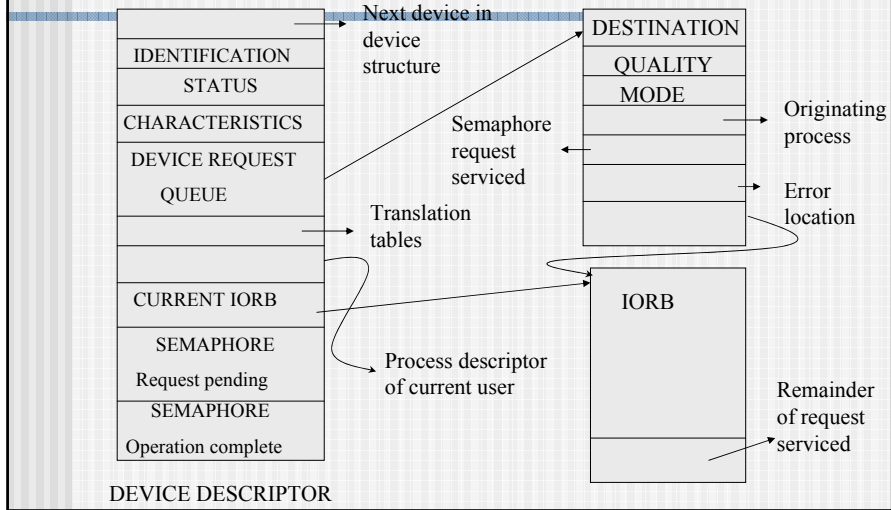 Next device in
device
structure
IDENTIFICATION
STATUS
CHARACTERISTICS
DEVICE REQUEST
QUEUE
Translation
tables
CURRENT IORB
SEMAPHORE
Request pending
SEMAPHORE
Operation complete
DEVICE DESCRIPTOR
Process descriptor
of current user
DESTINATION
QUALITY
MODE
Originating
process
Semaphore
request
serviced
Error
location
IORB
Remainder
of request
serviced